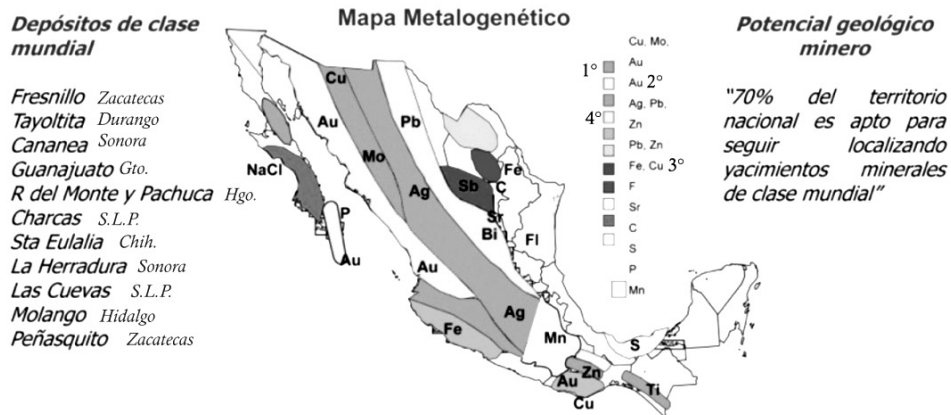 Mapa Metalogenético
Depósitos de clase
mundial
Fresnillo Zacatecas
Tayoltita Durango
Cananea Sonora
Guanajuato Gto.
R del Monte y Pachuca Hgo.
Charcas S.L.P.
Sta Eulalia Chih.
La Herradura Sonora
Las Cuevas S.L.P.
Molango Hidalgo
Peñasquito Zacatecas
Cu
Au
Pb
Mo
NaCl
Ag
Sb
Fe
C
Sr
Bi
Fl
P
Au
Au
Ag
Fe
Mn
S
Zn
Au
Ti
Cu
Cu, Mo,
1° Au
Au 2°
Ag, Pb,
4° Zn
Pb, Zn
Fe, Cu 3°
F
Sr
C
S
P
Mn
Potencial geológico
minero
"70% del territorio
nacional es apto para
seguir localizando
yacimientos minerales
de clase mundial"